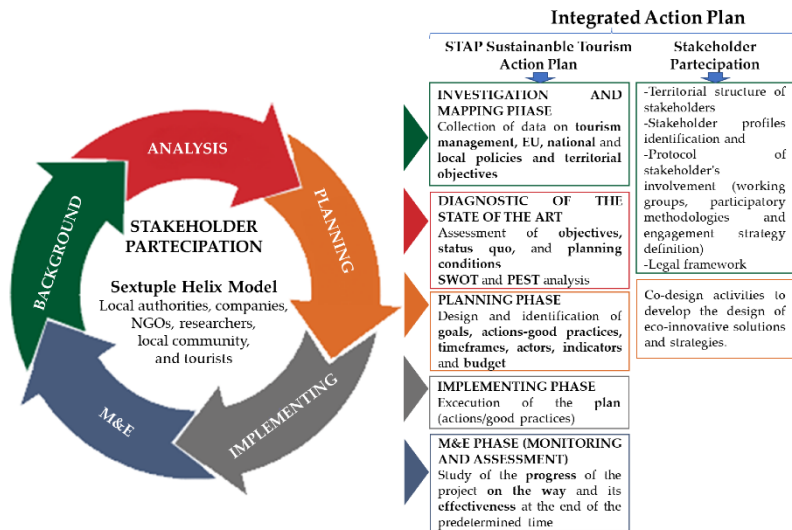 Integrated Action Plan
STAP Sustainanble Tourism
Action Plan
Stakeholder
Partecipation
ANALYSIS
PLANNING
IMPLEMENTING
M&E
BACKGROUND
STAKEHOLDER
PARTECIPATION
Sextuple Helix Model
Local authorities, companies,
NGOs, researchers,
local community,
and tourists
INVESTIGATION AND
MAPPING PHASE
Collection of data on tourism
management, EU, national and
local policies and territorial
objectives
DIAGNOSTIC OF THE
STATE OF THE ART
Assessment of objectives,
status quo, and planning
conditions
SWOT and PEST analysis
PLANNING PHASE
Design and identification of
goals, actions-good practices,
timeframes, actors, indicators
and budget
IMPLEMENTING PHASE
Excecution of the plan
(actions/good practices)
M&E PHASE (MONITORING
AND ASSESSMENT)
Study of the progress of the
project on the way and its
effectiveness at the end of the
predetermined time
-Territorial structure of
stakeholders
-Stakeholder profiles
identification and
-Protocol of
stakeholder's
involvement (working
groups, participatory
methodologies and
engagement strategy
definition)
-Legal framework
Co-design activities to
develop the design of
eco-innovative solutions
and strategies.